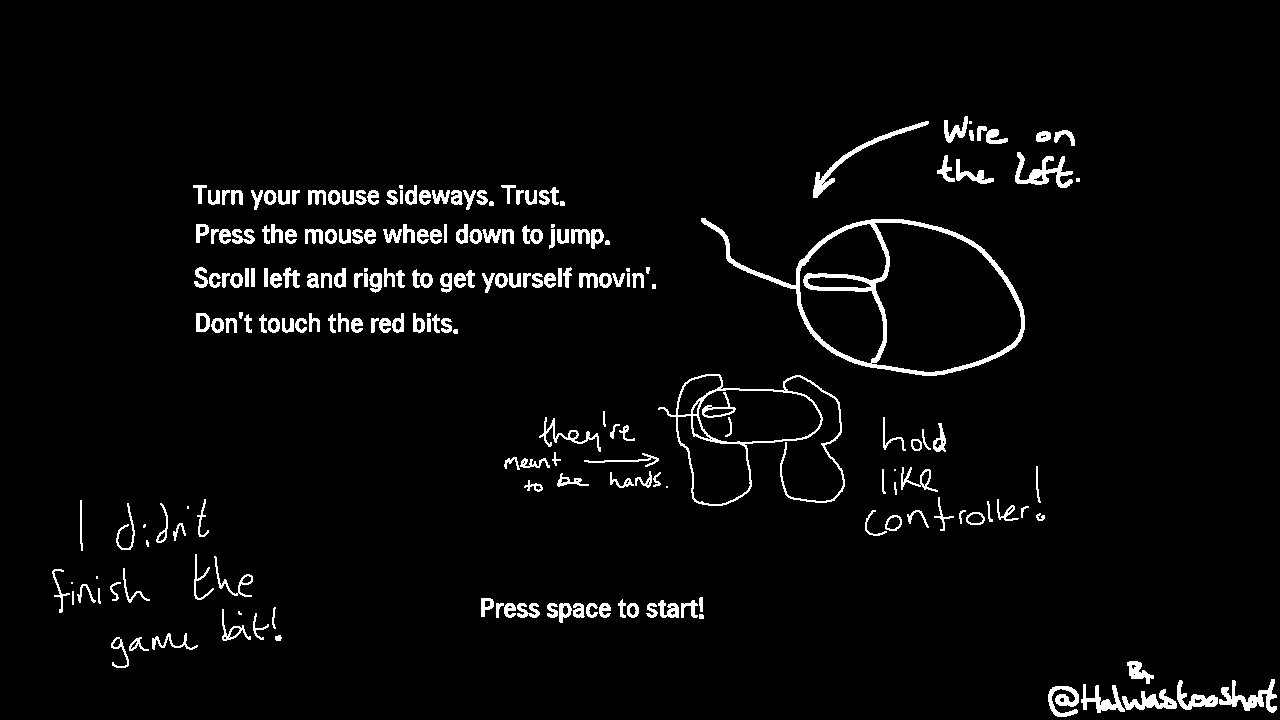 Wire on
the left.
Turn your mouse sideways. Trust.
Press the mouse wheel down to jump.
Scroll left and right to get yourself movin'.
Don't touch the red bits.
they're
meant
to be hands.
hold
like
controller!
I didn't
finish the
game bit!
Press space to start!
By
@Halwastooshort